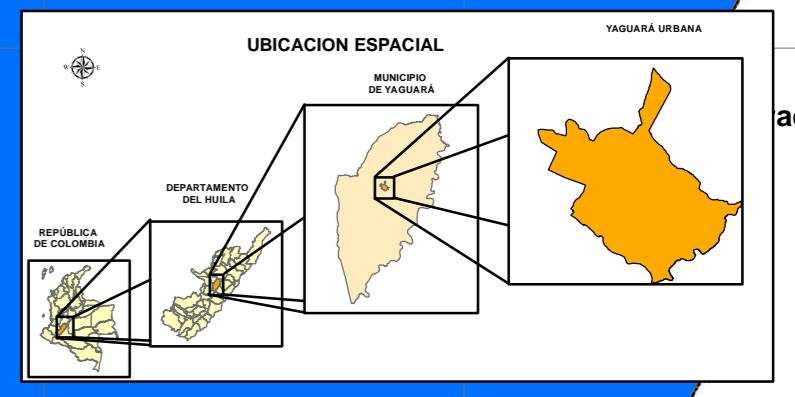 YAGUARÁ URBANA
UBICACION ESPACIAL
N
W E
S
MUNICIPIO
DE YAGUARÁ
DEPARTAMENTO
DEL HUILA
REPÚBLICA
DE COLOMBIA